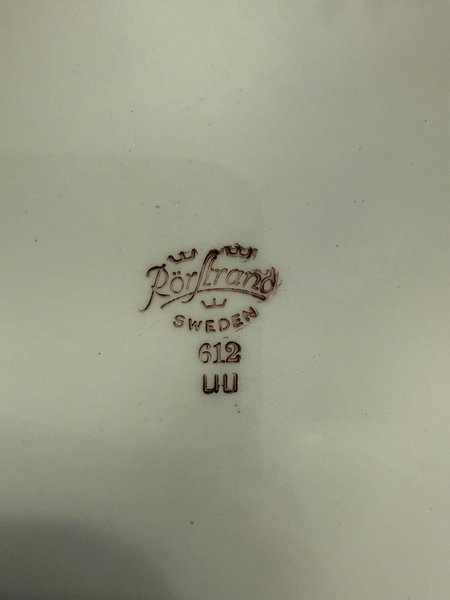 Rörstrand
SWEDEN
612
UU